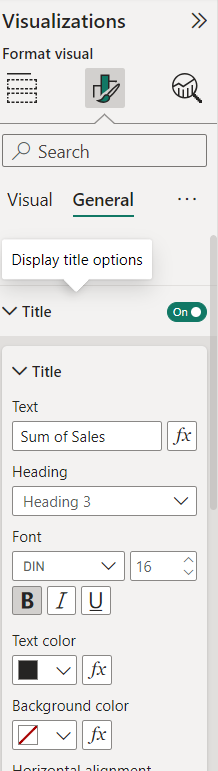 Visualizations
Format visual
Search
Visual General ...
Display title options
Title On
Title
Text
Sum of Sales fx
Heading
Heading 3
Font
DIN 16
B I U
Text color
fx
Background color
fx
Horizontal alignment